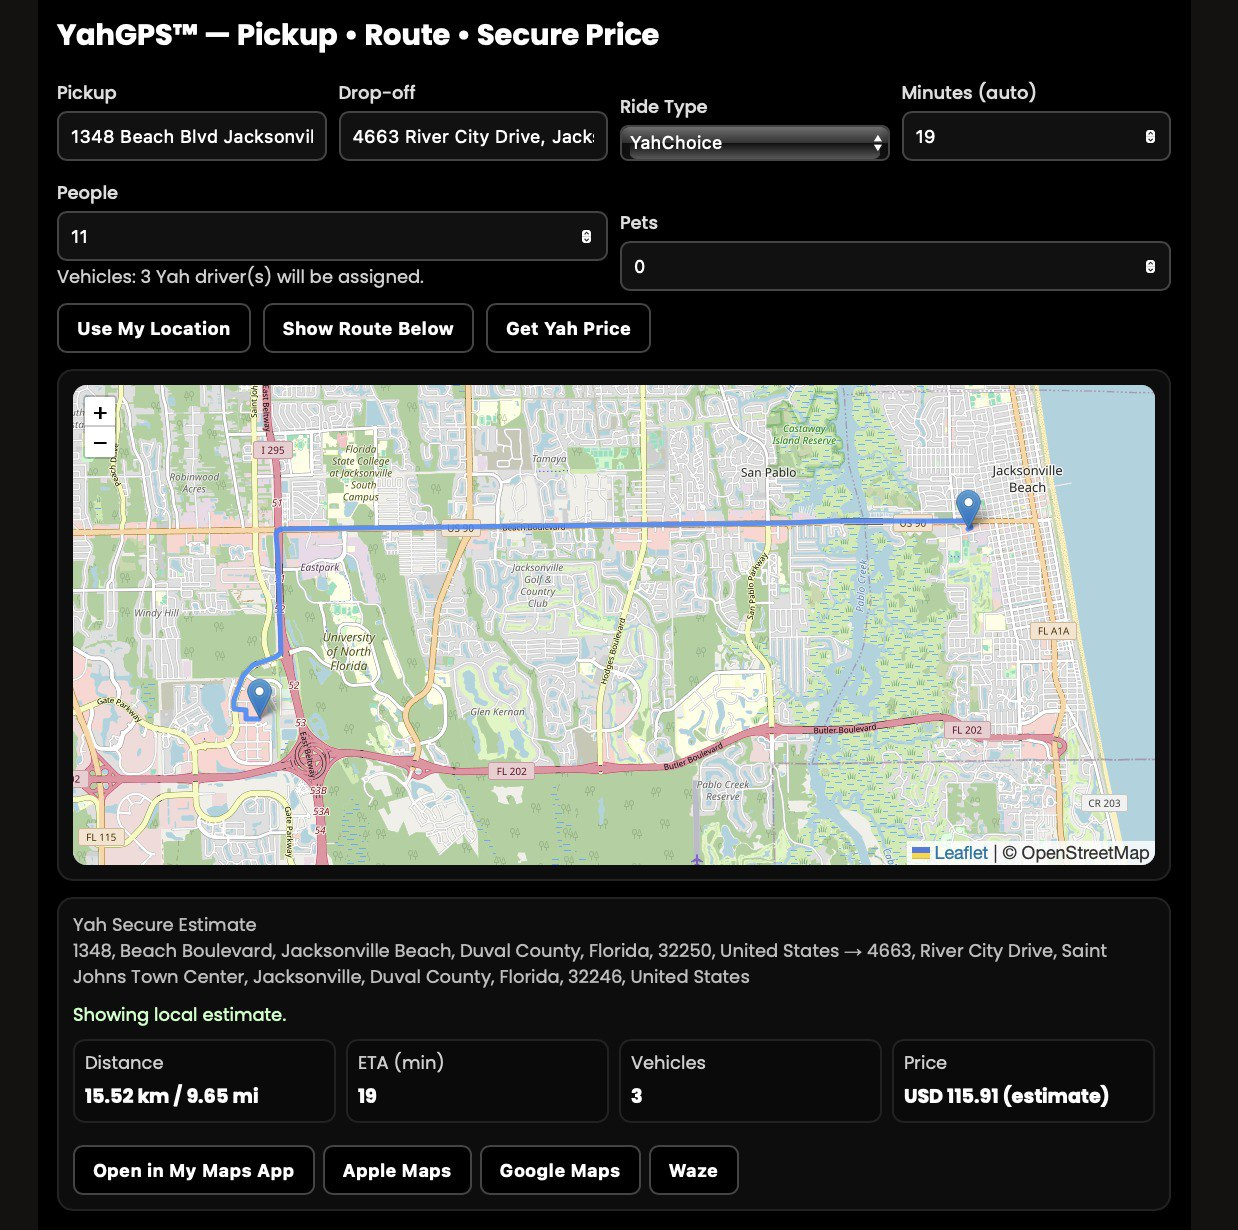 YahGPS™ — Pickup • Route • Secure Price
Pickup
Drop-off
Ride Type
Minutes (auto)
1348 Beach Blvd Jacksonvil
4663 River City Drive, Jack
YahChoice
19
People
Pets
11
0
Vehicles: 3 Yah driver(s) will be assigned.
Use My Location
Show Route Below
Get Yah Price
+
−
I 295
East Beltway
Florida
State College
at Jacksonville
- South
Campus
Robinwood
Acres
Tamaya
Castaway
Island Reserve
San Pablo
Jacksonville
Beach
51
US 90
Beach Boulevard
US 90
Eastpark
Jacksonville
Golf &
Country
Club
San Pablo Parkway
Pablo Creek
Windy Hill
University
of North
Florida
Hodges Boulevard
FL A1A
52
Gate Parkway
Glen Kernan
53
East Beltway
Butler Boulevard
FL 202
Butler Boulevard
FL 202
53B
Pablo Creek
Reserve
53A
CR 203
54
Gate Parkway
FL 115
Leaflet | © OpenStreetMap
Yah Secure Estimate
1348, Beach Boulevard, Jacksonville Beach, Duval County, Florida, 32250, United States → 4663, River City Drive, Saint
Johns Town Center, Jacksonville, Duval County, Florida, 32246, United States
Showing local estimate.
Distance
15.52 km / 9.65 mi
ETA (min)
19
Vehicles
3
Price
USD 115.91 (estimate)
Open in My Maps App
Apple Maps
Google Maps
Waze